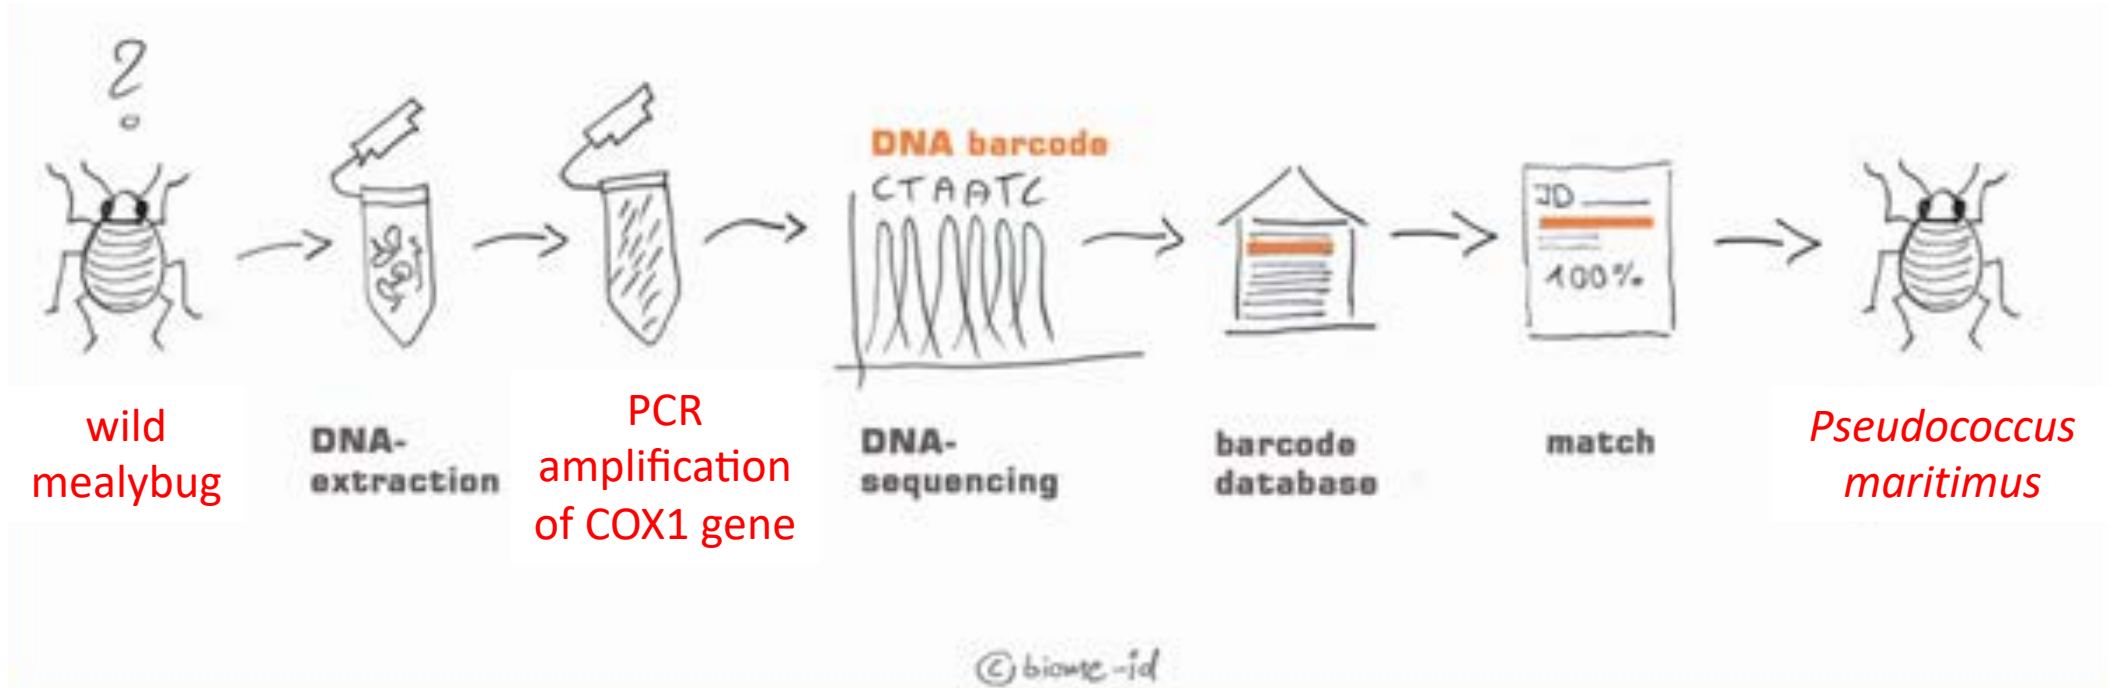 ?
DNA barcode
CTAATC
ID
100%
wild
mealybug
DNA-
extraction
PCR
amplification
of COX1 gene
DNA-
sequencing
barcode
database
match
Pseudococcus
maritimus
© biome-id